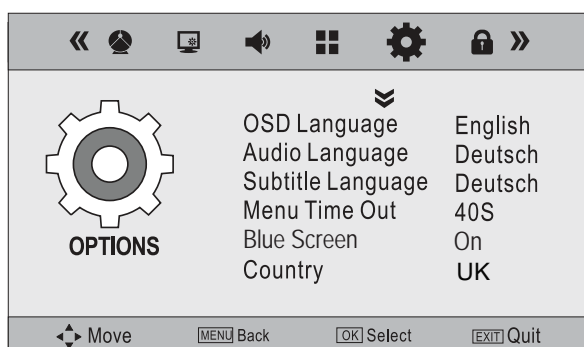 OPTIONS
OSD Language English
Audio Language Deutsch
Subtitle Language Deutsch
Menu Time Out 40S
Blue Screen On
Country UK
Move MENU Back OK Select EXIT Quit